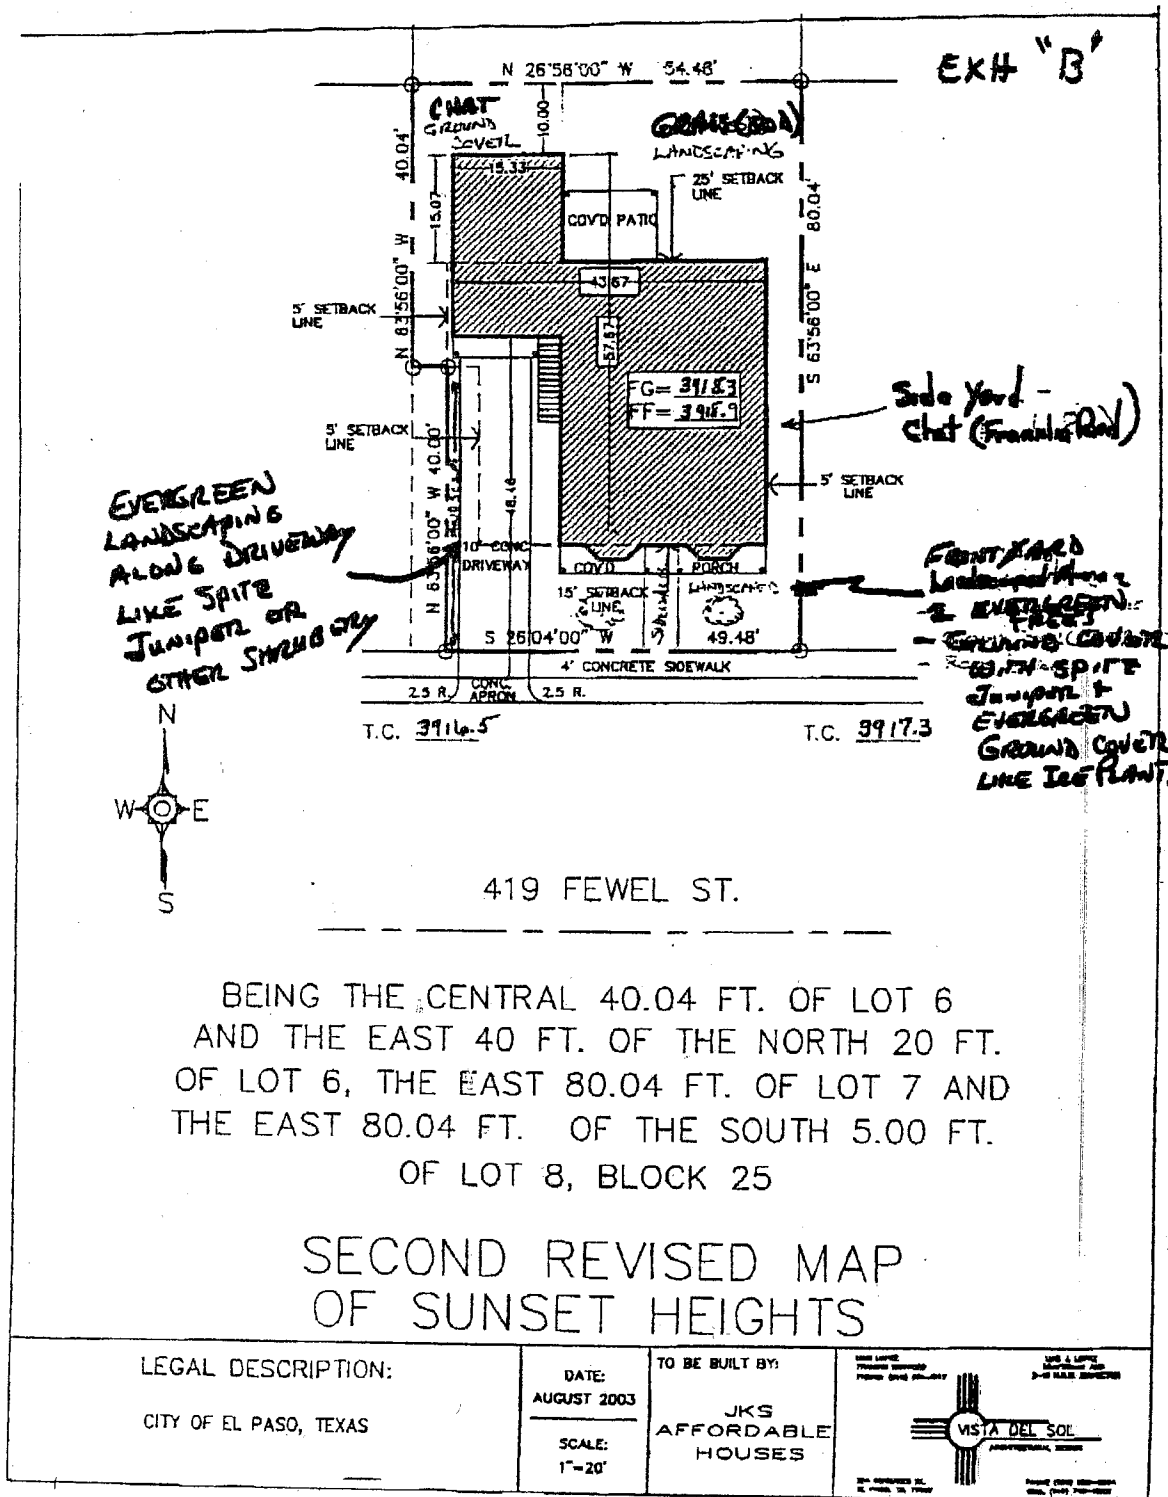 EXH "B"
N 26°56'00" W 54.48'
CHAT
GROUND
COVER
10.00
LANDSCAPING
15.33
25' SETBACK
LINE
N 83°56'00" W 40.04'
15.07
COV'D PATIO
S 63°56'00" E 80.04'
43.67
5' SETBACK
LINE
57.67
FG= 3918.3
FF= 3918.9
Side Yard -
Chat
5' SETBACK
LINE
5' SETBACK
LINE
N 83°56'00" W 40.00'
48.46
EVERGREEN
LANDSCAPING
ALONG DRIVEWAY
LIKE SPITE
JUNIPER OR
OTHER SHRUBERY
10' CONC.
DRIVEWAY
COV'D PORCH
15' SETBACK
LINE
LANDSCAPED
FRONT YARD
2 EVERGREEN
TREES
WITH SPITE
Juniper &
EVERGREEN
GROUND COVER
LIKE ICE PLANT
S 26°04'00" W 49.48'
4' CONCRETE SIDEWALK
2.5 R. CONC. APRON 2.5 R.
T.C. 3916.5
T.C. 3917.3
N
W E
S
419 FEWEL ST.
BEING THE CENTRAL 40.04 FT. OF LOT 6
AND THE EAST 40 FT. OF THE NORTH 20 FT.
OF LOT 6, THE EAST 80.04 FT. OF LOT 7 AND
THE EAST 80.04 FT. OF THE SOUTH 5.00 FT.
OF LOT 8, BLOCK 25
SECOND REVISED MAP
OF SUNSET HEIGHTS
LEGAL DESCRIPTION:
CITY OF EL PASO, TEXAS
DATE:
AUGUST 2003
SCALE:
1"=20'
TO BE BUILT BY:
JKS
AFFORDABLE
HOUSES
VISTA DEL SOL